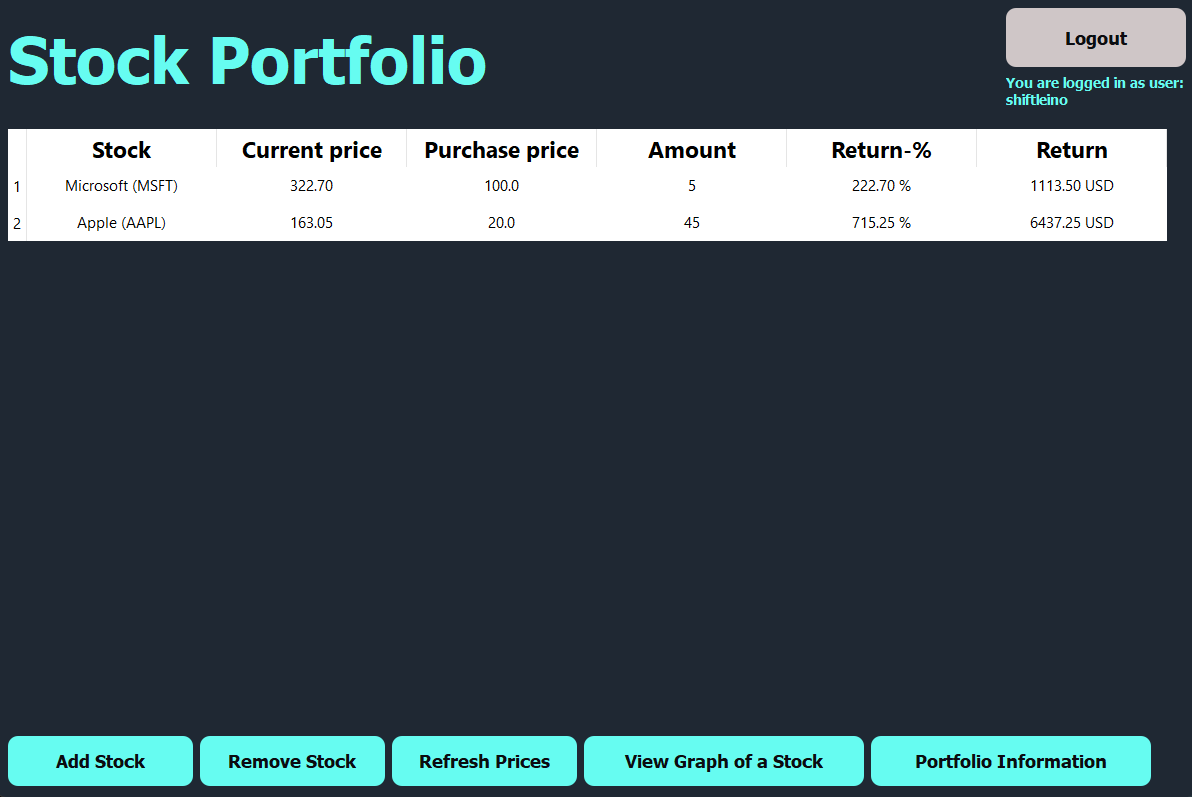 Stock Portfolio
Logout
You are logged in as user:
shiftleino
Stock Current price Purchase price Amount Return-% Return
1 Microsoft (MSFT) 322.70 100.0 5 222.70 % 1113.50 USD
2 Apple (AAPL) 163.05 20.0 45 715.25 % 6437.25 USD
Add Stock Remove Stock Refresh Prices View Graph of a Stock Portfolio Information